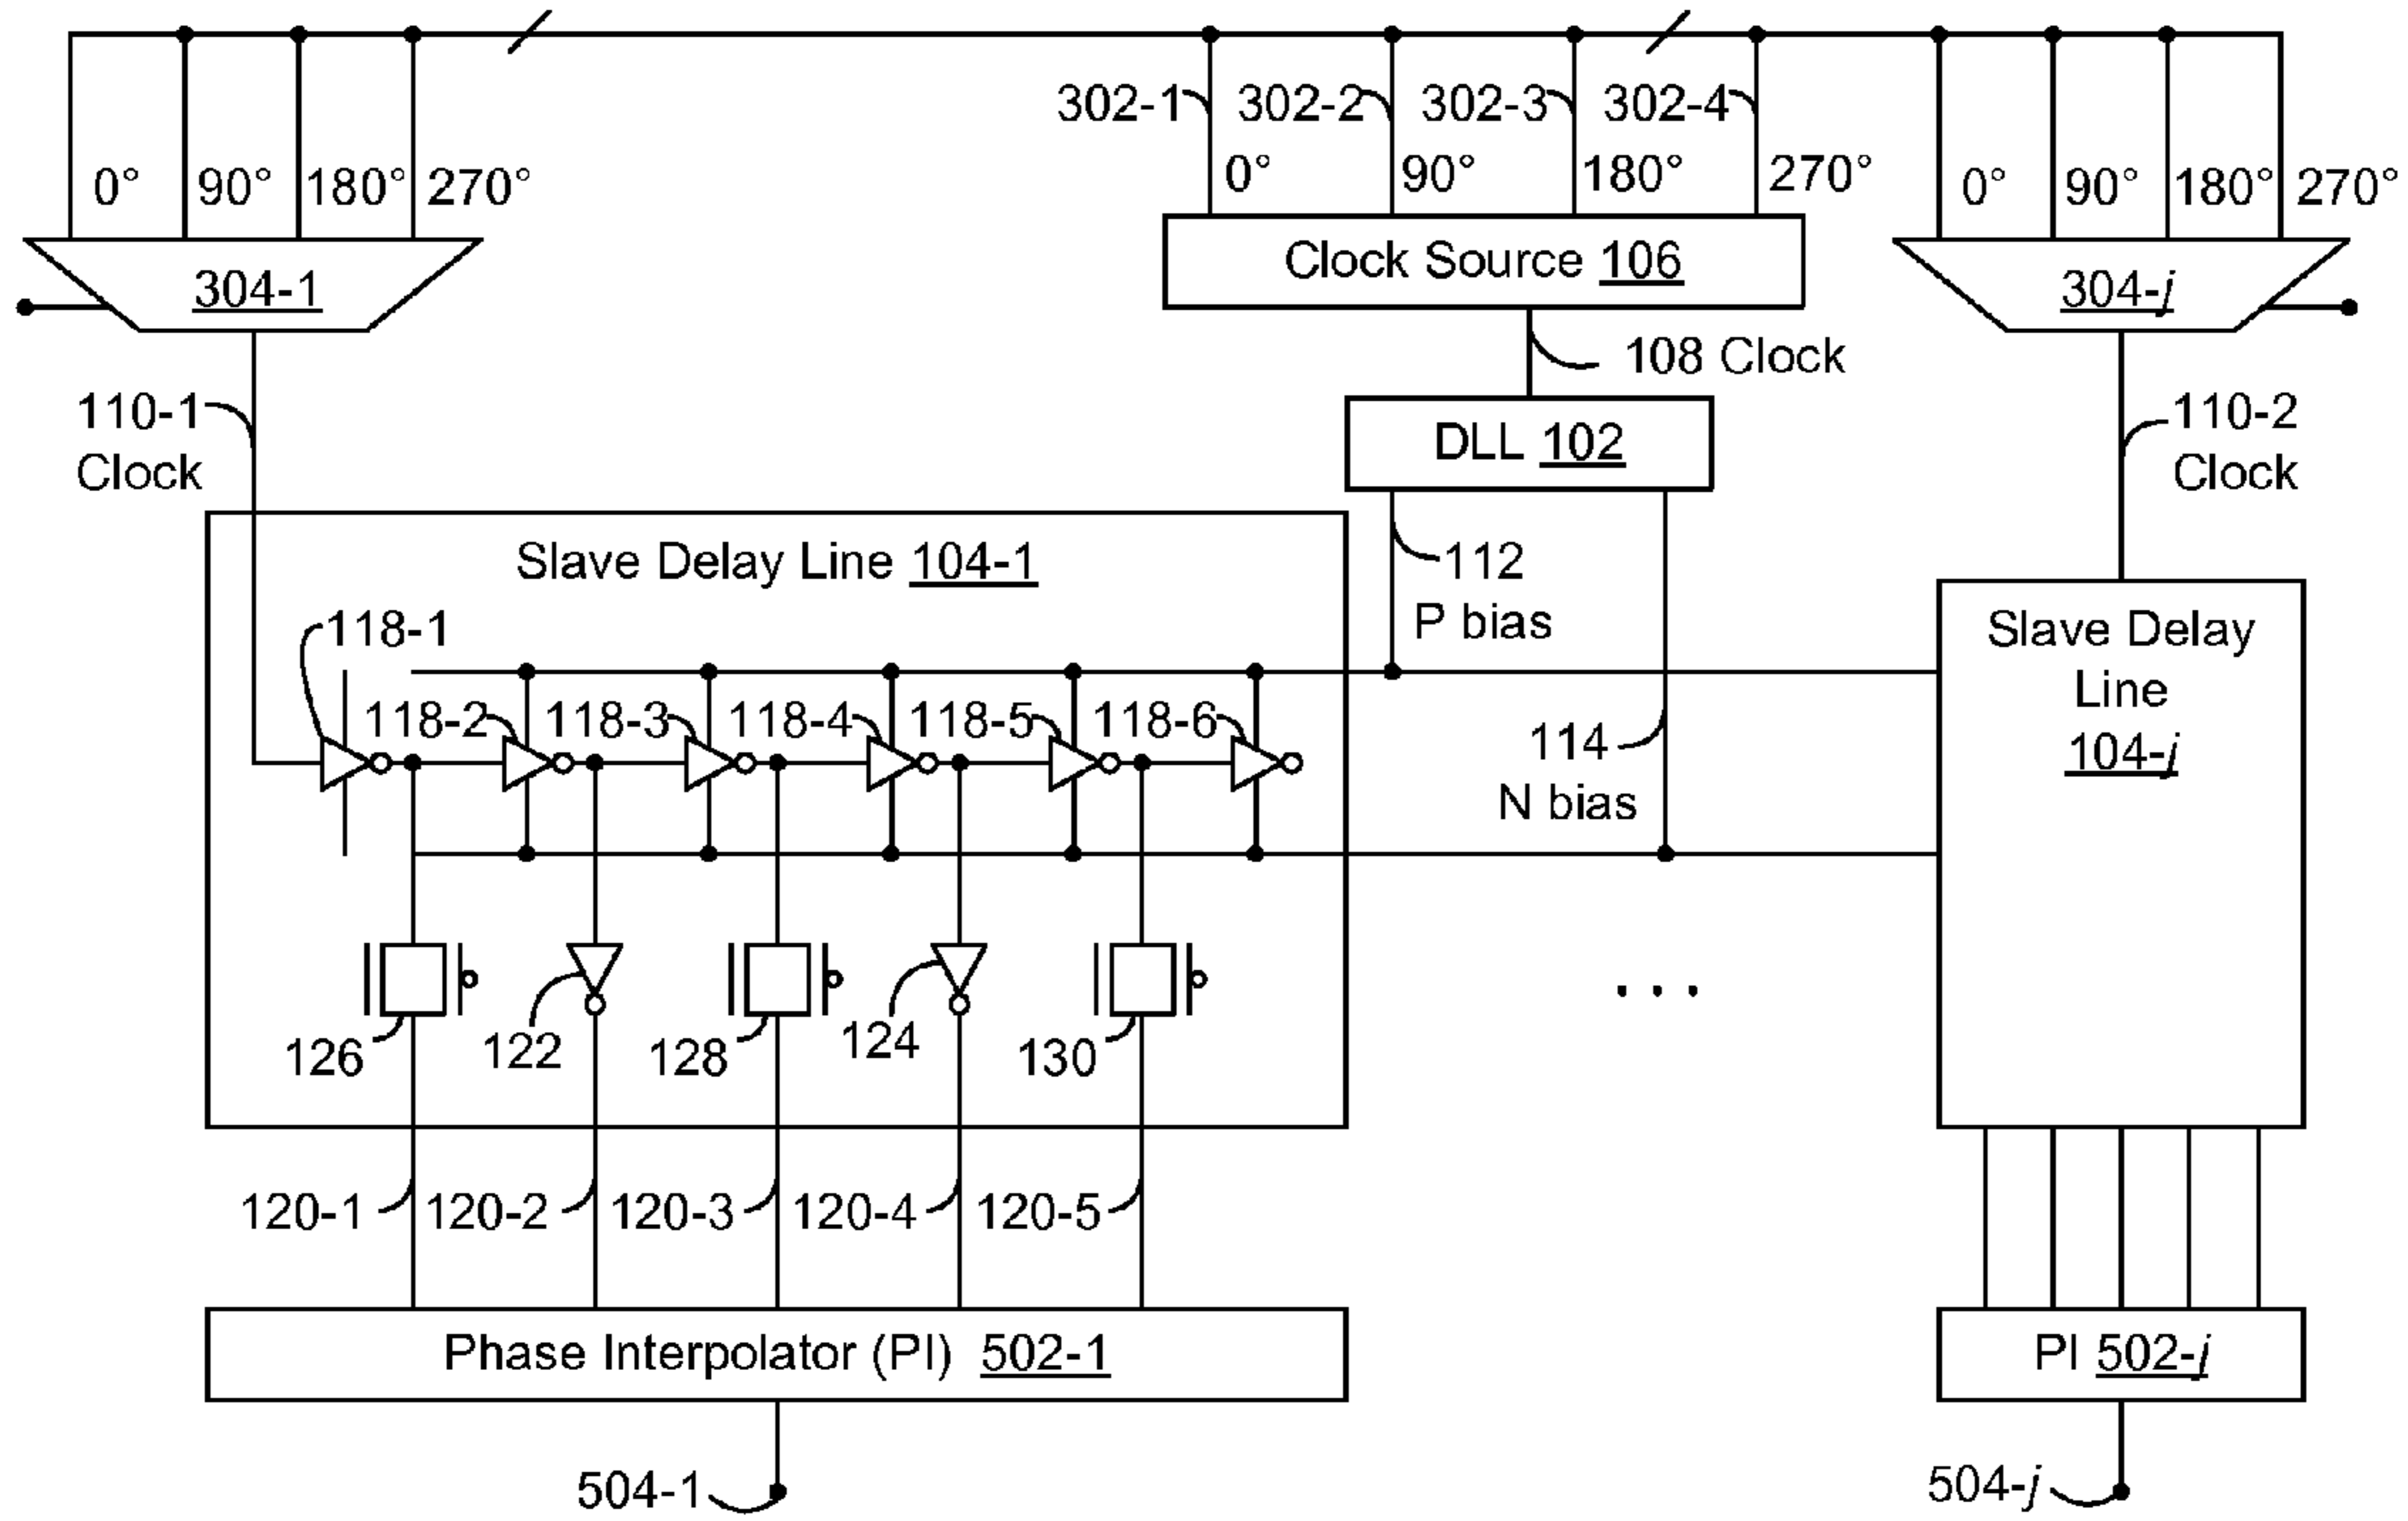 302-1 302-2 302-3 302-4
0° 90° 180° 270°
0° 90° 180° 270°
0° 90° 180° 270°
304-1
Clock Source 106
304-j
108 Clock
110-1
Clock
DLL 102
110-2
Clock
Slave Delay Line 104-1
112
P bias
Slave Delay
Line
104-j
118-1
118-2 118-3 118-4 118-5 118-6
114
N bias
126 122 128 124 130
...
120-1 120-2 120-3 120-4 120-5
Phase Interpolator (PI) 502-1
PI 502-j
504-1
504-j